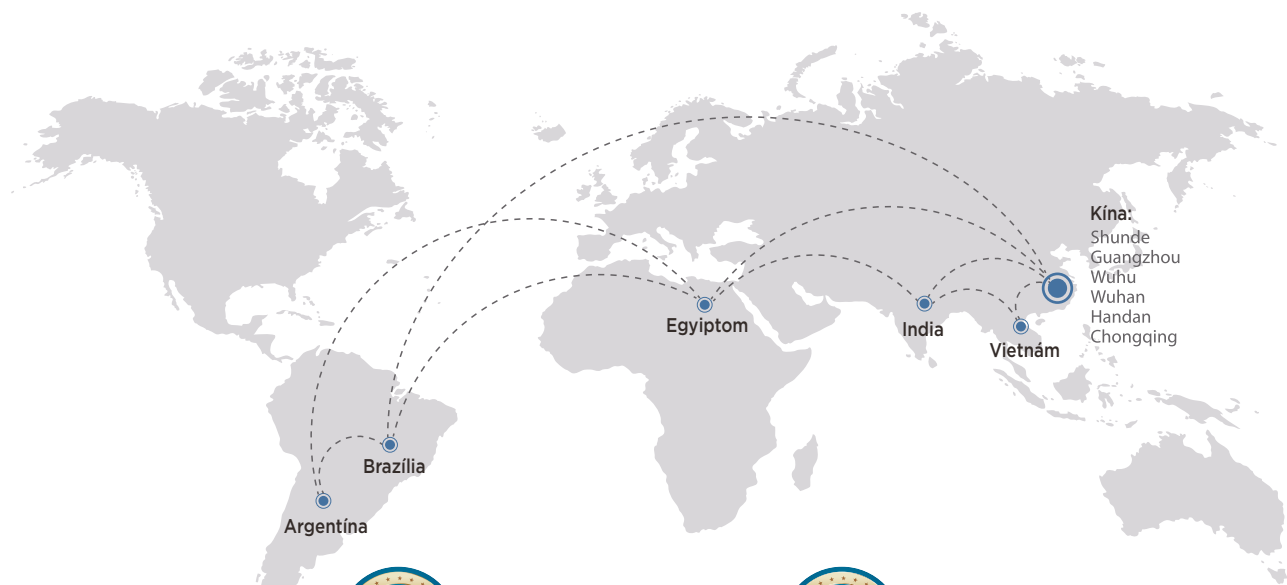 Kína:
Shunde
Guangzhou
Wuhu
Wuhan
Handan
Chongqing
Egyiptom
India
Vietnám
Brazília
Argentína